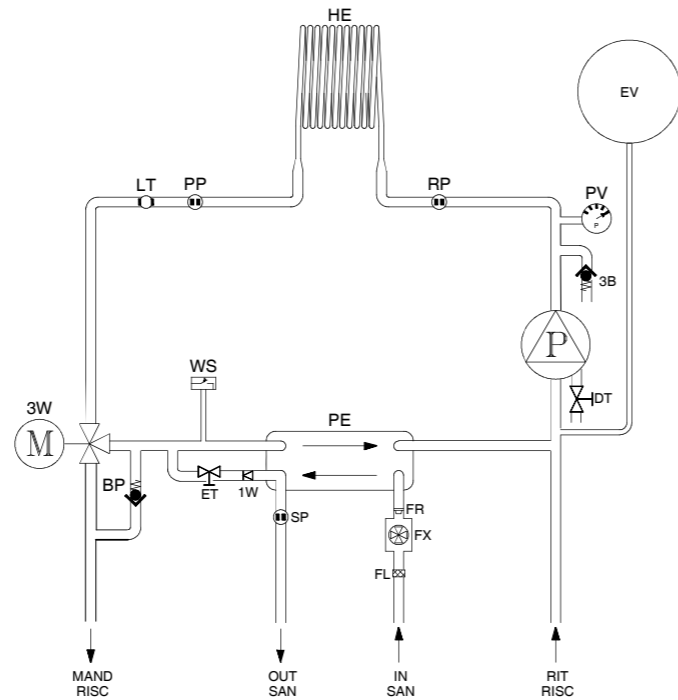 HE
EV
LT
PP
RP
PV
P
3B
P
DT
WS
3W
M
PE
BP
ET
1W
SP
FR
FX
FL
MAND
RISC
OUT
SAN
IN
SAN
RIT
RISC